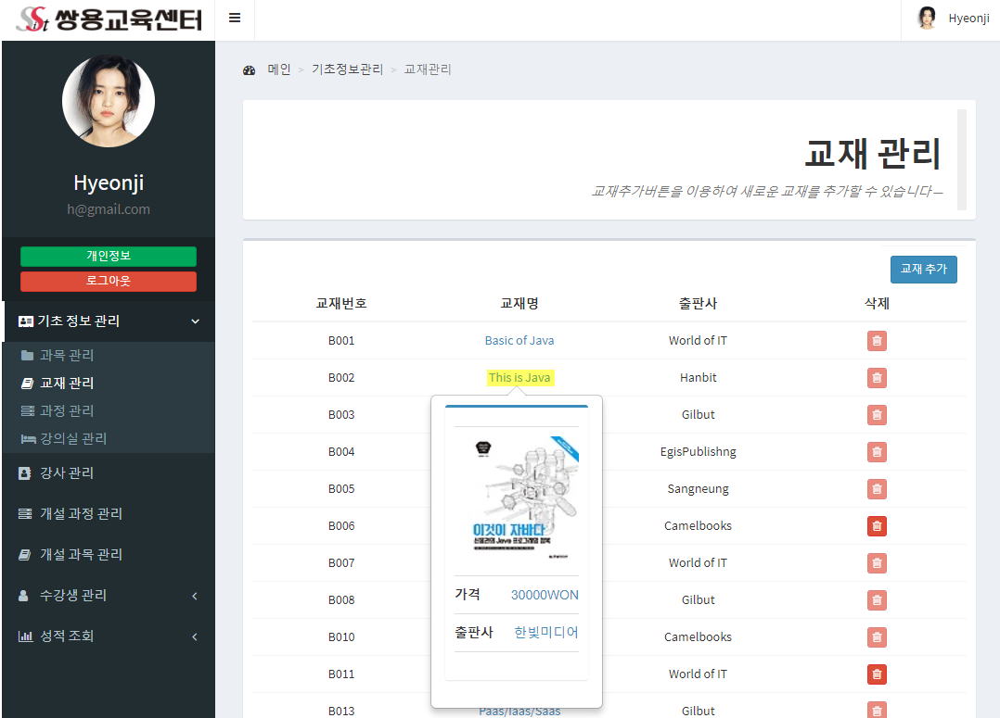 SSist 쌍용교육센터
Hyeonji
Hyeonji
h@gmail.com
개인정보
로그아웃
기초 정보 관리
과목 관리
교재 관리
과정 관리
강의실 관리
강사 관리
개설 과정 관리
개설 과목 관리
수강생 관리
성적 조회
메인 > 기초정보관리 > 교재관리
교재 관리
교재추가버튼을 이용하여 새로운 교재를 추가할 수 있습니다 —
교재 추가
교재번호 교재명 출판사 삭제
B001 Basic of Java World of IT
B002 This is Java Hanbit
B003 Gilbut
B004 EgisPublishng
B005 Sangneung
B006 Camelbooks
B007 World of IT
B008 Gilbut
B010 Camelbooks
B011 World of IT
B013 Paas/Iaas/Saas Gilbut
이것이 자바다
신용권의 Java 프로그래밍 정복
가격 30000WON
출판사 한빛미디어